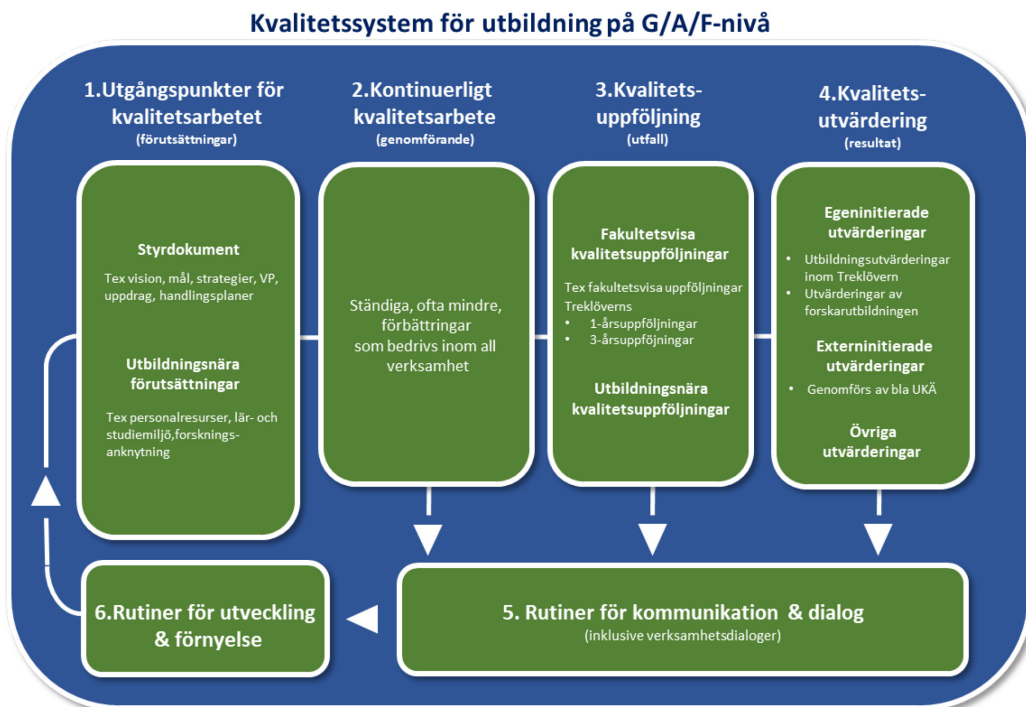 Kvalitetssystem för utbildning på G/A/F-nivå
1.Utgångspunkter för
kvalitetsarbetet
(förutsättningar)
Styrdokument
Tex vision, mål, strategier, VP,
uppdrag, handlingsplaner
Utbildningsnära
förutsättningar
Tex personalresurser, lär- och
studiemiljö,forsknings-
anknytning
2.Kontinuerligt
kvalitetsarbete
(genomförande)
Ständiga, ofta mindre,
förbättringar
som bedrivs inom all
verksamhet
3.Kvalitets-
uppföljning
(utfall)
Fakultetsvisa
kvalitetsuppföljningar
Tex fakultetsvisa uppföljningar
Treklöverns
• 1-årsuppföljningar
• 3-årsuppföjningar
Utbildningsnära
kvalitetsuppföljningar
4.Kvalitets-
utvärdering
(resultat)
Egeninitierade
utvärderingar
• Utbildningsutvärderingar
inom Treklövern
• Utvärderingar av
forskarutbildningen
Externinitierade
utvärderingar
• Genomförs av bla UKÄ
Övriga
utvärderingar
5. Rutiner för kommunikation & dialog
(inklusive verksamhetsdialoger)
6.Rutiner för utveckling
& förnyelse